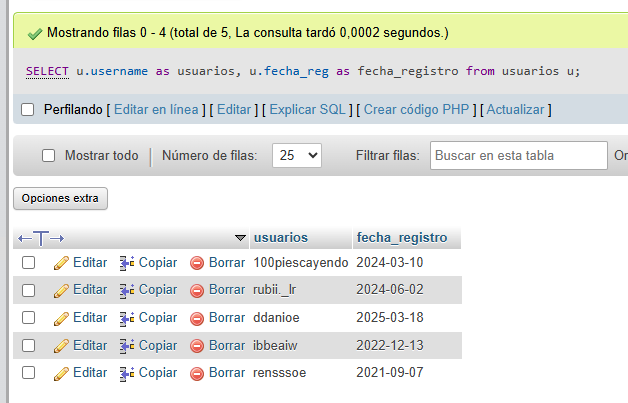 Mostrando filas 0 - 4 (total de 5, La consulta tardó 0,0002 segundos.)
SELECT u.username as usuarios, u.fecha_reg as fecha_registro from usuarios u;
Perfilando [ Editar en línea ] [ Editar ] [ Explicar SQL ] [ Crear código PHP ] [ Actualizar ]
Mostrar todo Número de filas: 25 Filtrar filas: Buscar en esta tabla
Opciones extra
←T→ usuarios fecha_registro
Editar Copiar Borrar 100piescayendo 2024-03-10
Editar Copiar Borrar rubii._lr 2024-06-02
Editar Copiar Borrar ddanioe 2025-03-18
Editar Copiar Borrar ibbeaiw 2022-12-13
Editar Copiar Borrar rensssoe 2021-09-07